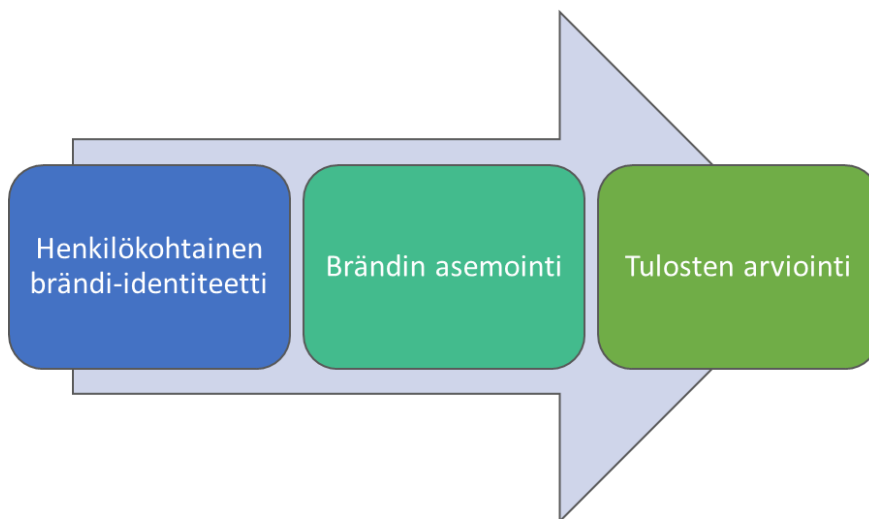 Henkilökohtainen
brändi-identiteetti
Brändin asemointi
Tulosten arviointi